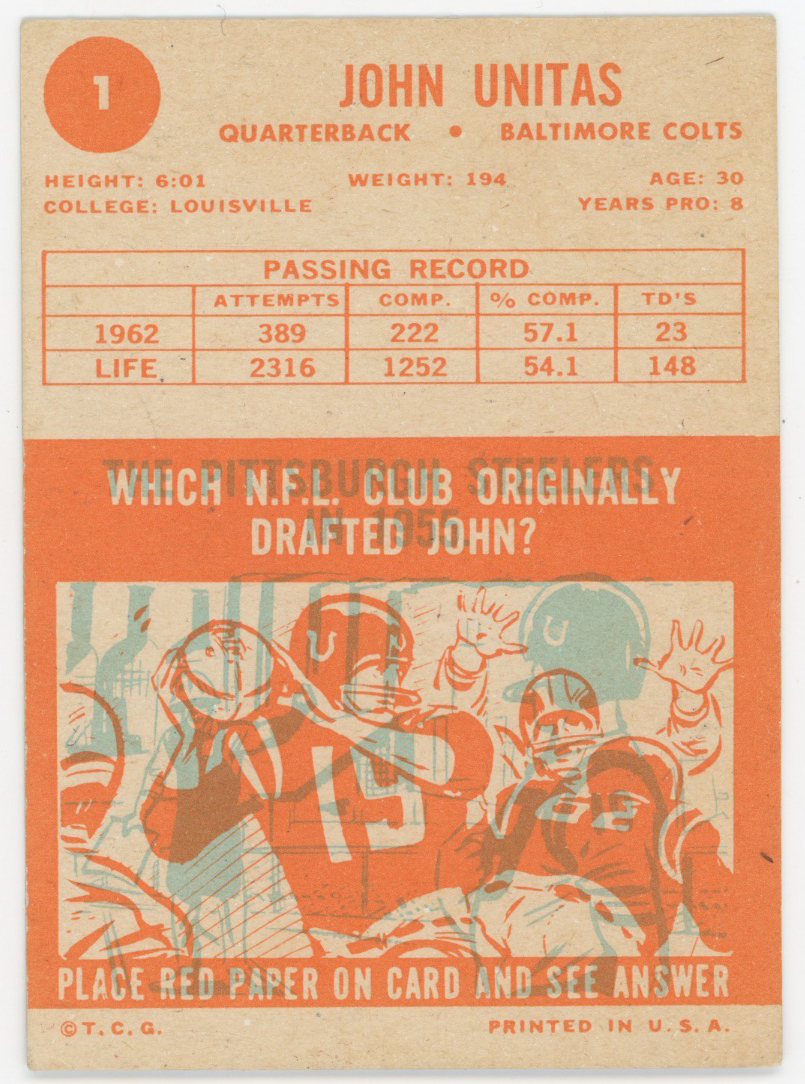 1
JOHN UNITAS
QUARTERBACK • BALTIMORE COLTS
HEIGHT: 6:01 WEIGHT: 194 AGE: 30
COLLEGE: LOUISVILLE YEARS PRO: 8
PASSING RECORD
ATTEMPTS COMP. % COMP. TD'S
1962 389 222 57.1 23
LIFE 2316 1252 54.1 148
THE PITTSBURGH STEELERS
WHICH N.F.L. CLUB ORIGINALLY
IN 1955.
DRAFTED JOHN?
19
PLACE RED PAPER ON CARD AND SEE ANSWER
©T.C.G. PRINTED IN U.S.A.